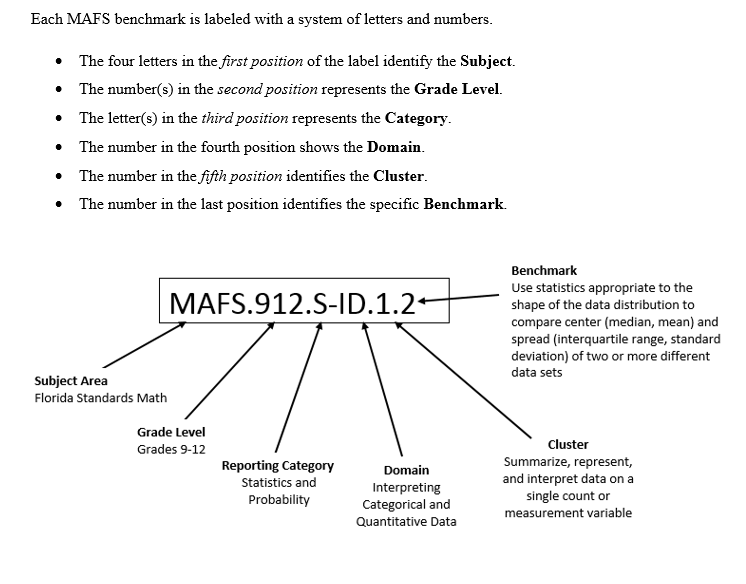 Each MAFS benchmark is labeled with a system of letters and numbers.
• The four letters in the first position of the label identify the Subject.
• The number(s) in the second position represents the Grade Level.
• The letter(s) in the third position represents the Category.
• The number in the fourth position shows the Domain.
• The number in the fifth position identifies the Cluster.
• The number in the last position identifies the specific Benchmark.
MAFS.912.S-ID.1.2
Benchmark
Use statistics appropriate to the
shape of the data distribution to
compare center (median, mean) and
spread (interquartile range, standard
deviation) of two or more different
data sets
Subject Area
Florida Standards Math
Grade Level
Grades 9-12
Reporting Category
Statistics and
Probability
Domain
Interpreting
Categorical and
Quantitative Data
Cluster
Summarize, represent,
and interpret data on a
single count or
measurement variable